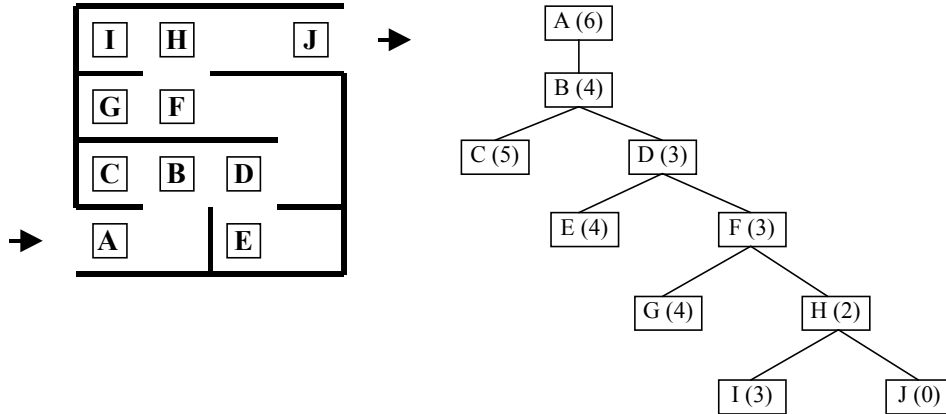 I H J
G F
C B D
A E
A (6)
B (4)
C (5) D (3)
E (4) F (3)
G (4) H (2)
I (3) J (0)